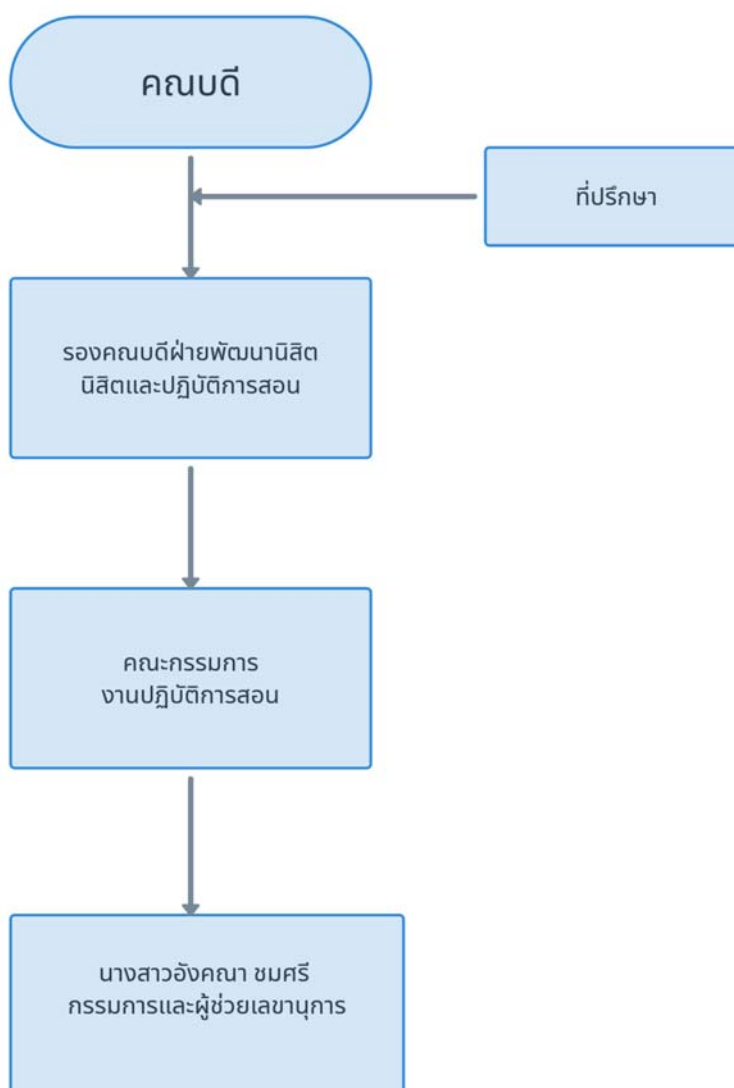 คณบดี
ที่ปรึกษา
รองคณบดีฝ่ายพัฒนานิสิต
นิสิตและปฏิบัติการสอน
คณะกรรมการ
งานปฏิบัติการสอน
นางสาวอังคณา ชมศรี
กรรมการและผู้ช่วยเลขานุการ